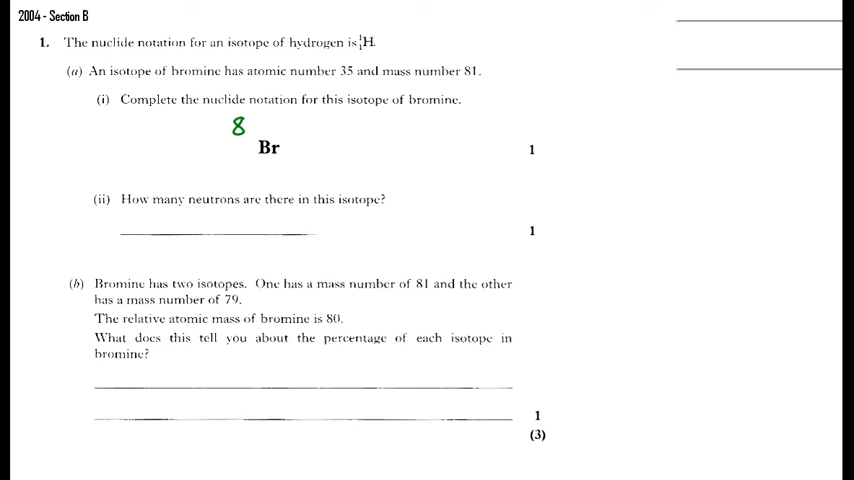 2004 - Section B
1. The nuclide notation for an isotope of hydrogen is ¹₁H.
(a) An isotope of bromine has atomic number 35 and mass number 81.
(i) Complete the nuclide notation for this isotope of bromine.
8
Br 1
(ii) How many neutrons are there in this isotope?
1
(b) Bromine has two isotopes. One has a mass number of 81 and the other
has a mass number of 79.
The relative atomic mass of bromine is 80.
What does this tell you about the percentage of each isotope in
bromine?
1
(3)